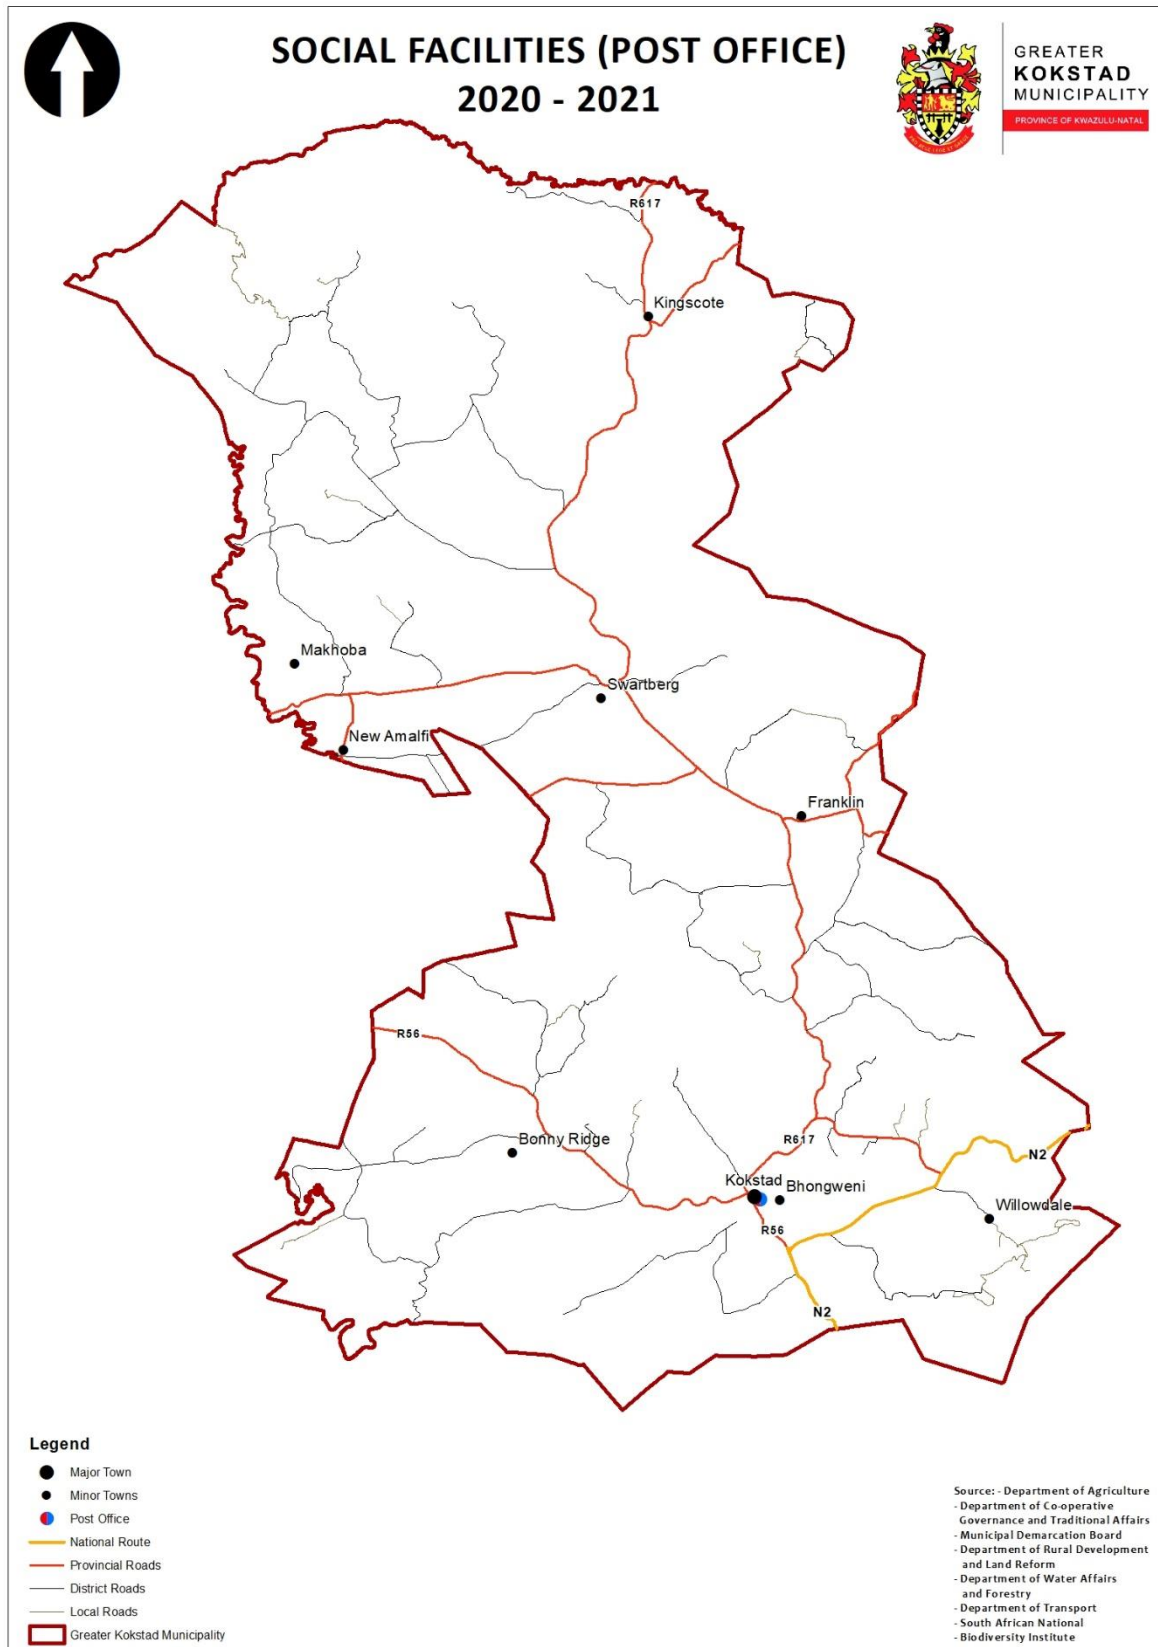 SOCIAL FACILITIES (POST OFFICE)
2020 - 2021
GREATER
KOKSTAD
MUNICIPALITY
PROVINCE OF KWAZULU-NATAL
R617
Kingscote
Makhoba
Swartberg
New Amalfi
Franklin
R56
Bonny Ridge
R617
N2
Kokstad
Bhongweni
Willowdale
R56
N2
Legend
Major Town
Minor Towns
Post Office
National Route
Provincial Roads
District Roads
Local Roads
Greater Kokstad Municipality
Source: - Department of Agriculture
- Department of Co-operative
Governance and Traditional Affairs
- Municipal Demarcation Board
- Department of Rural Development
and Land Reform
- Department of Water Affairs
and Forestry
- Department of Transport
- South African National
- Biodiversity Institute